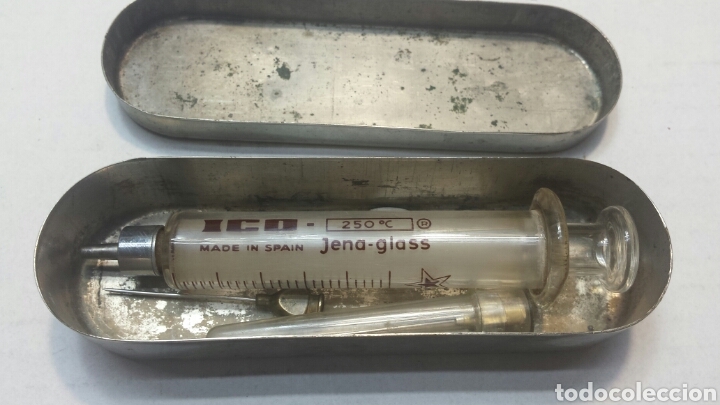 ICO - 250°C ®
MADE IN SPAIN Jena-glass
todocoleccion